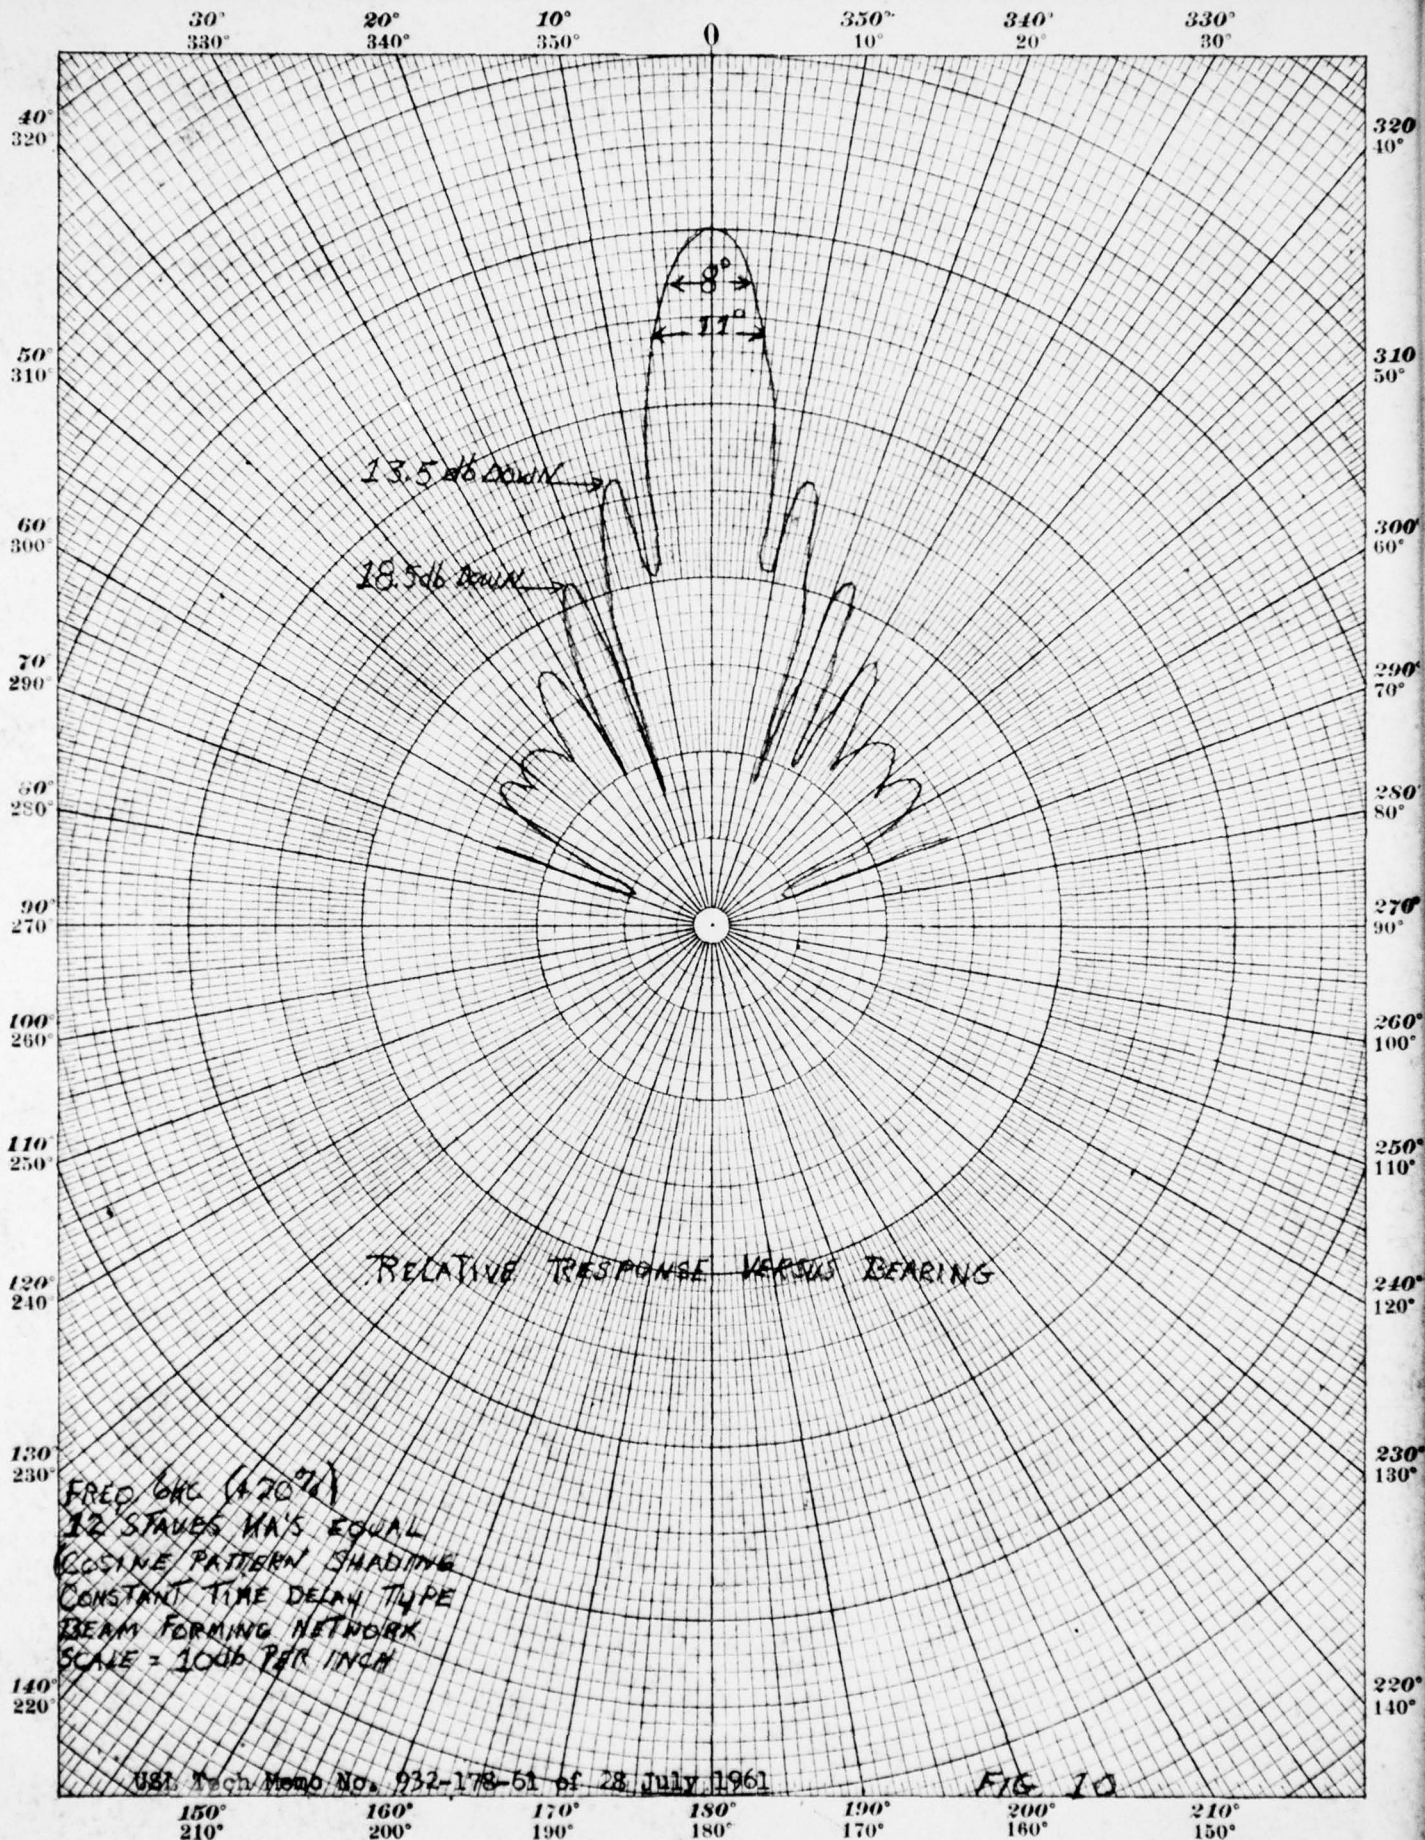 30° 20° 10° 0 350° 340° 330°
330° 340° 350° 10° 20° 30°
40° 320
320° 40°
8°
11°
50° 310
310° 50°
13.5 db DOWN
60° 300°
300° 60°
18.5 db DOWN
70° 290°
290° 70°
80° 280°
280° 80°
90° 270°
270° 90°
100° 260°
260° 100°
110° 250°
250° 110°
RELATIVE RESPONSE VERSUS BEARING
120° 240°
240° 120°
130° 230°
230° 130°
FREQ 6KC (+20%)
12 STAVES KA'S EQUAL
COSINE PATTERN SHADING
CONSTANT TIME DELAY TYPE
BEAM FORMING NETWORK
SCALE = 10db PER INCH
140° 220°
220° 140°
USL Tech Memo No. 932-178-61 of 28 July 1961
FIG. 10
150° 160° 170° 180° 190° 200° 210°
210° 200° 190° 180° 170° 160° 150°